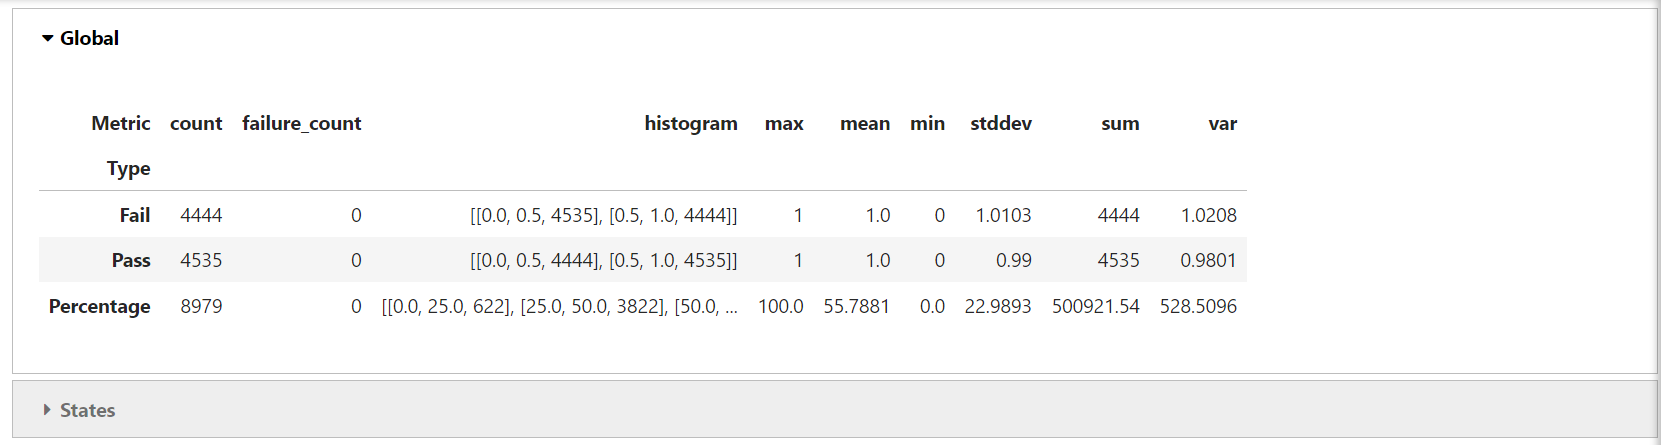 Global
Metric count failure_count histogram max mean min stddev sum var
Type
Fail 4444 0 [[0.0, 0.5, 4535], [0.5, 1.0, 4444]] 1 1.0 0 1.0103 4444 1.0208
Pass 4535 0 [[0.0, 0.5, 4444], [0.5, 1.0, 4535]] 1 1.0 0 0.99 4535 0.9801
Percentage 8979 0 [[0.0, 25.0, 622], [25.0, 50.0, 3822], [50.0, ... 100.0 55.7881 0.0 22.9893 500921.54 528.5096
States